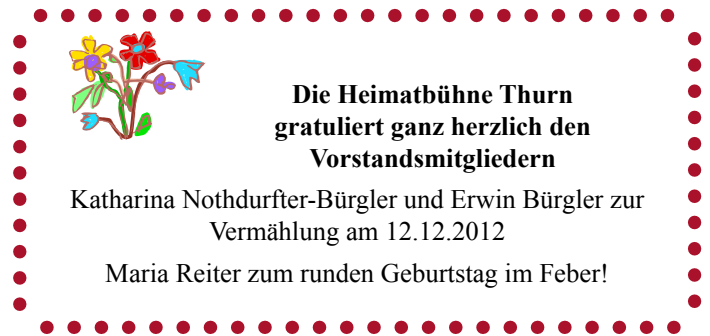 Die Heimatbühne Thurn
gratuliert ganz herzlich den
Vorstandsmitgliedern
Katharina Nothdurfter-Bürgler und Erwin Bürgler zur
Vermählung am 12.12.2012
Maria Reiter zum runden Geburtstag im Feber!